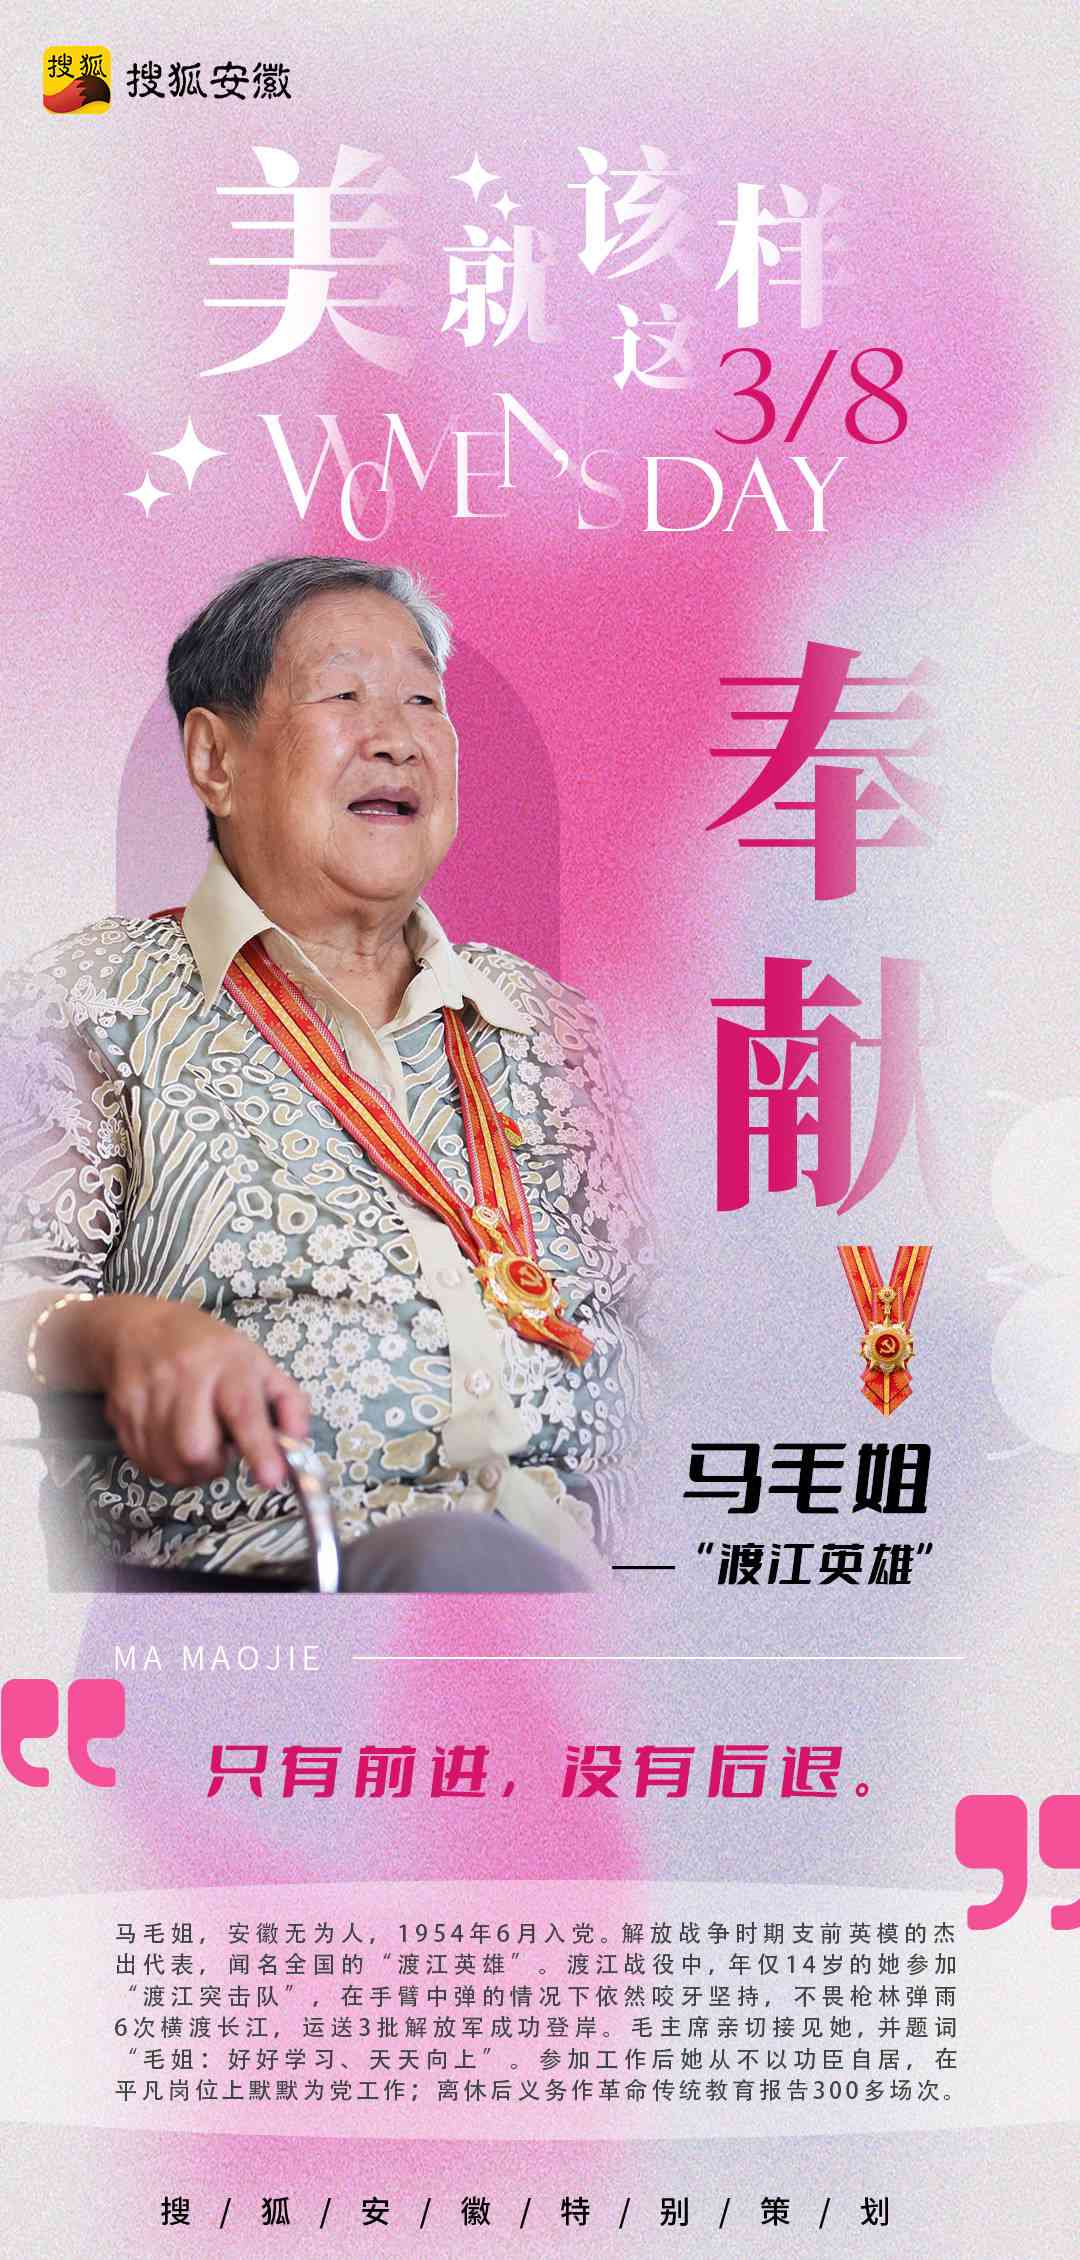 搜狐
搜狐安徽
美就该这样
3/8
WOMEN'S DAY
奉献
马毛姐
——“渡江英雄”
MA MAOJIE
“只有前进，没有后退。”
马毛姐，安徽无为人，1954年6月入党。解放战争时期支前英模的杰
出代表，闻名全国的“渡江英雄”。渡江战役中，年仅14岁的她参加
“渡江突击队”，在手臂中弹的情况下依然咬牙坚持，不畏枪林弹雨
6次横渡长江，运送3批解放军成功登岸。毛主席亲切接见她，并题词
“毛姐：好好学习、天天向上”。参加工作后她从不以功臣自居，在
平凡岗位上默默为党工作；离休后义务作革命传统教育报告300多场次。
搜/狐/安/徽/特/别/策/划